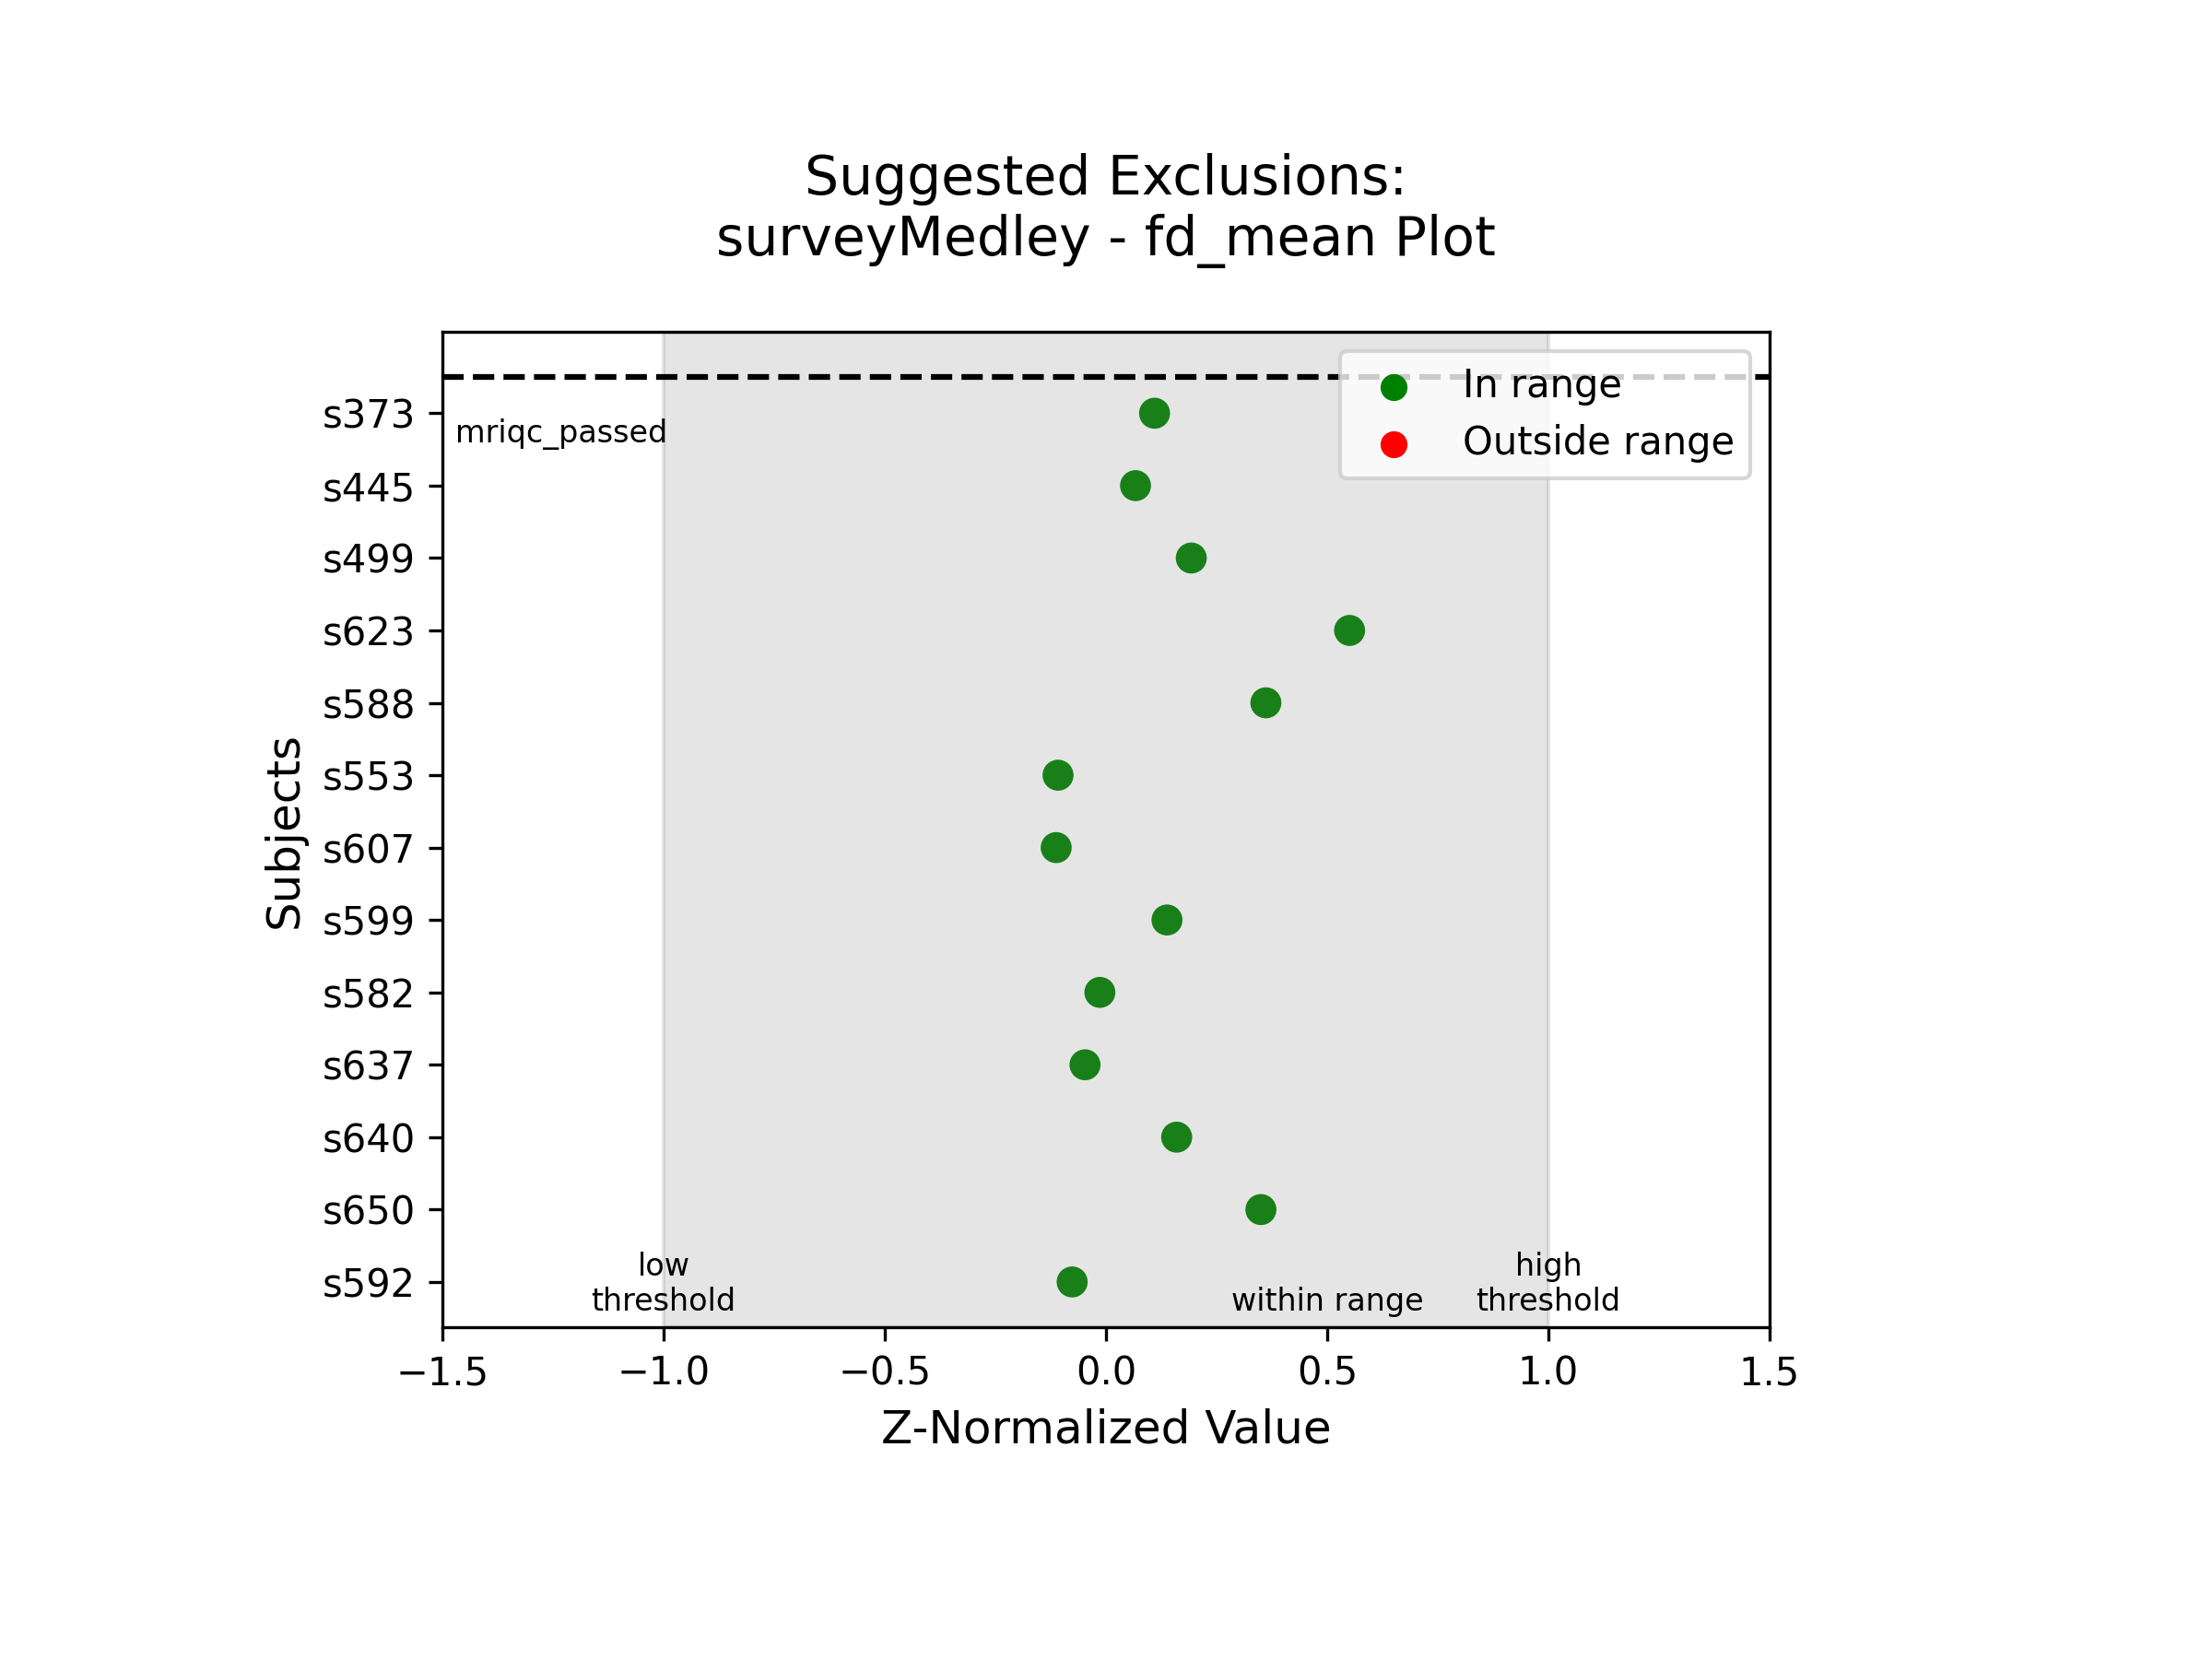 Suggested Exclusions:
surveyMedley - fd_mean Plot
In range
Outside range
mriqc_passed
s373
s445
s499
s623
s588
s553
s607
s599
s582
s637
s640
s650
s592
Subjects
low
threshold
within range
high
threshold
−1.5
−1.0
−0.5
0.0
0.5
1.0
1.5
Z-Normalized Value